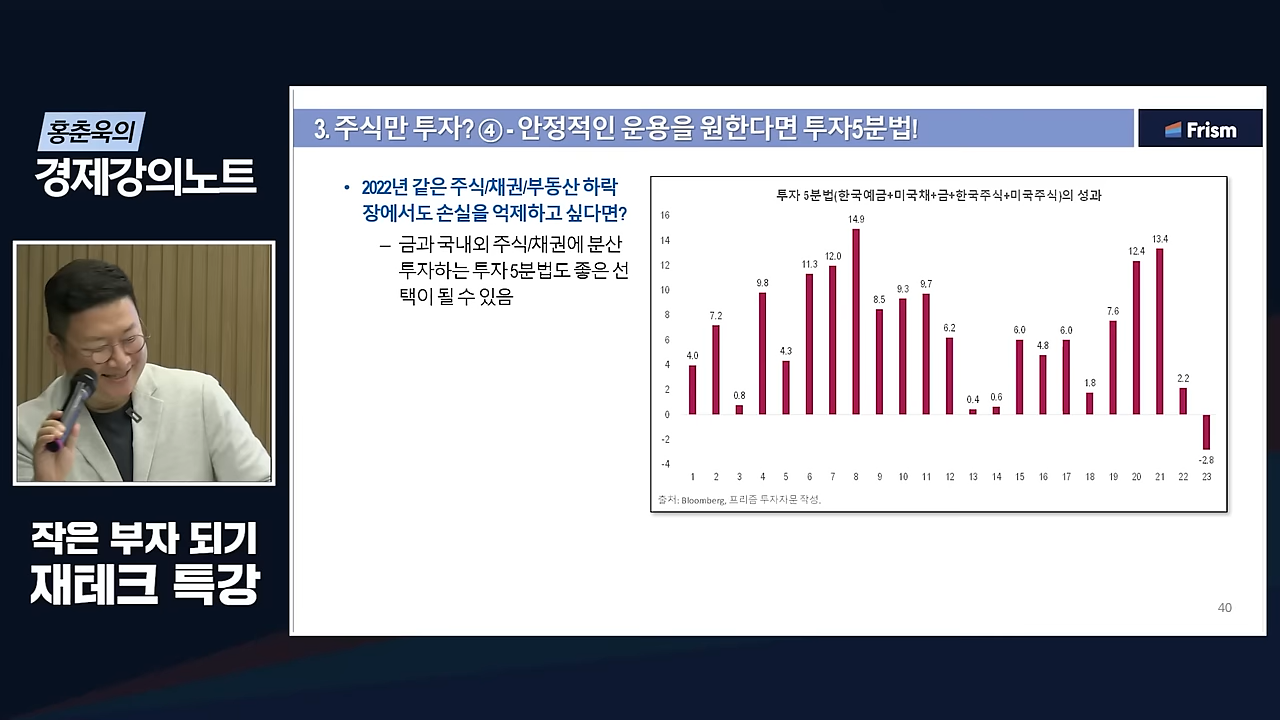 홍춘욱의
경제강의노트
작은 부자 되기
재테크 특강
3. 주식만 투자? ④ - 안정적인 운용을 원한다면 투자5분법!
Frism
• 2022년 같은 주식/채권/부동산 하락
장에서도 손실을 억제하고 싶다면?
– 금과 국내외 주식/채권에 분산
투자하는 투자 5분법도 좋은 선
택이 될 수 있음
투자 5분법(한국예금+미국채+금+한국주식+미국주식)의 성과
16
14
12
10
8
6
4
2
0
-2
-4
4.0
7.2
0.8
9.8
4.3
11.3
12.0
14.9
8.5
9.3
9.7
6.2
0.4
0.6
6.0
4.8
6.0
1.8
7.6
12.4
13.4
2.2
-2.8
1 2 3 4 5 6 7 8 9 10 11 12 13 14 15 16 17 18 19 20 21 22 23
출처: Bloomberg, 프리즘 투자자문 작성.
40